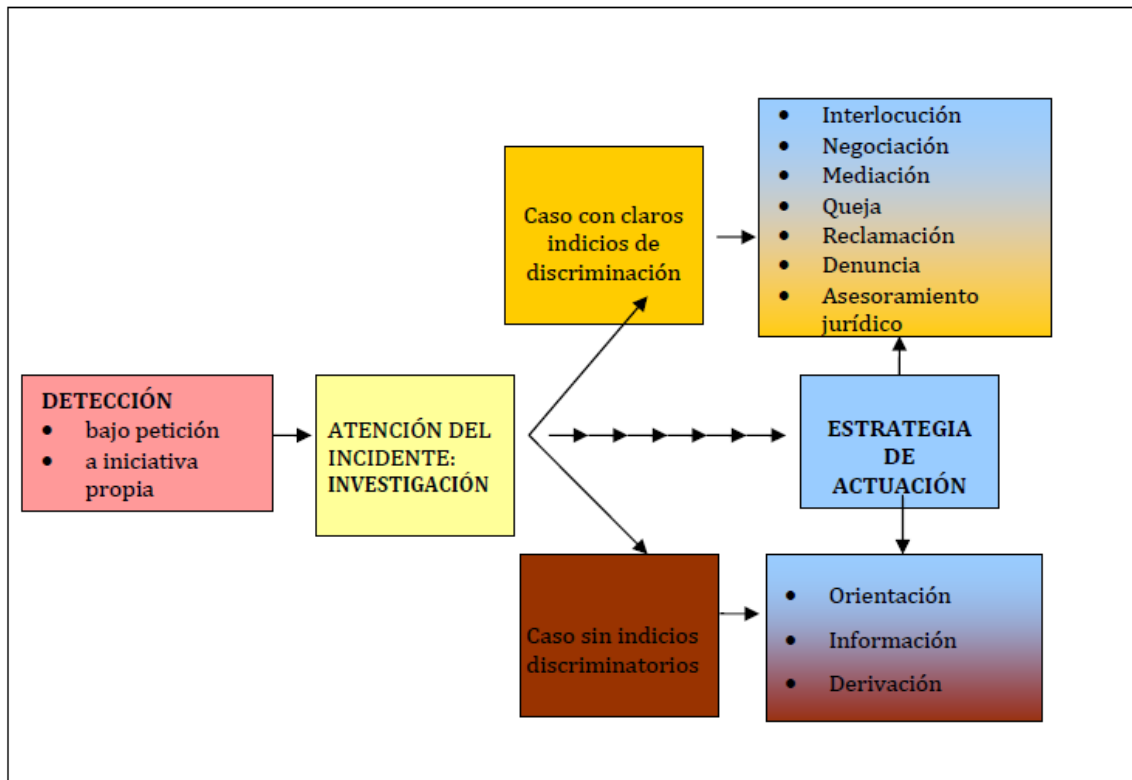 DETECCIÓN
• bajo petición
• a iniciativa
propia
ATENCIÓN DEL
INCIDENTE:
INVESTIGACIÓN
Caso con claros
indicios de
discriminación
• Interlocución
• Negociación
• Mediación
• Queja
• Reclamación
• Denuncia
• Asesoramiento
jurídico
ESTRATEGIA
DE
ACTUACIÓN
Caso sin indicios
discriminatorios
• Orientación
• Información
• Derivación